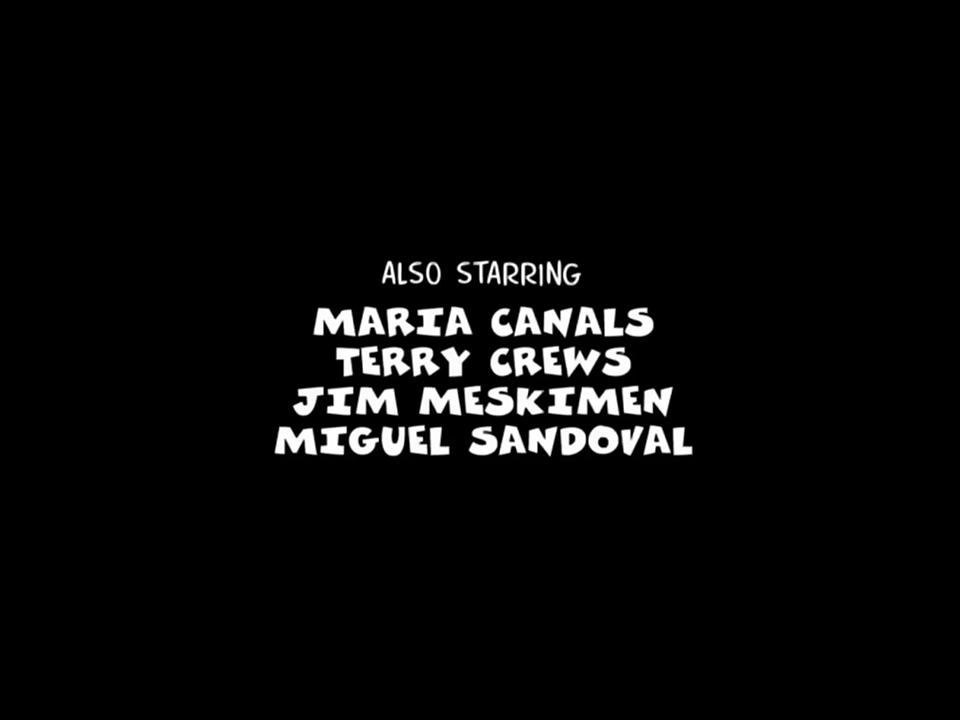 ALSO STARRING
MARIA CANALS
TERRY CREWS
JIM MESKIMEN
MIGUEL SANDOVAL